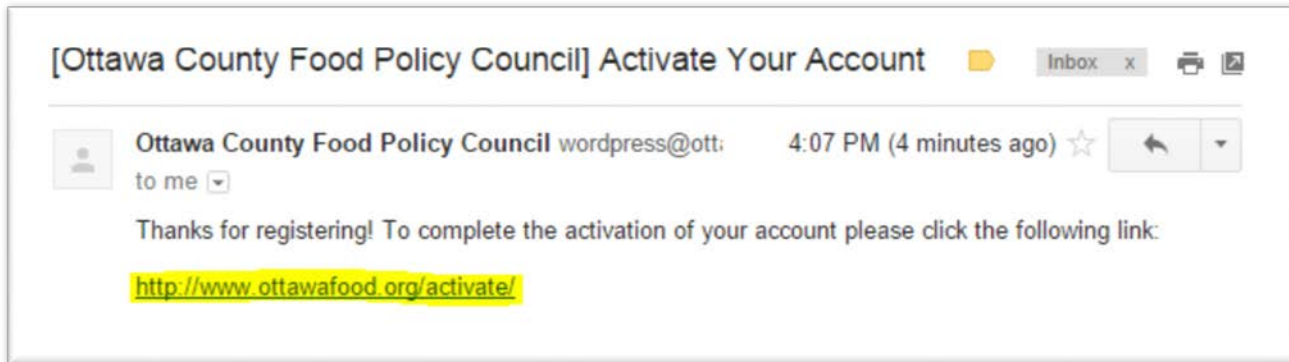 [Ottawa County Food Policy Council] Activate Your Account Inbox x
Ottawa County Food Policy Council wordpress@ott 4:07 PM (4 minutes ago)
to me
Thanks for registering! To complete the activation of your account please click the following link:
http://www.ottawafood.org/activate/